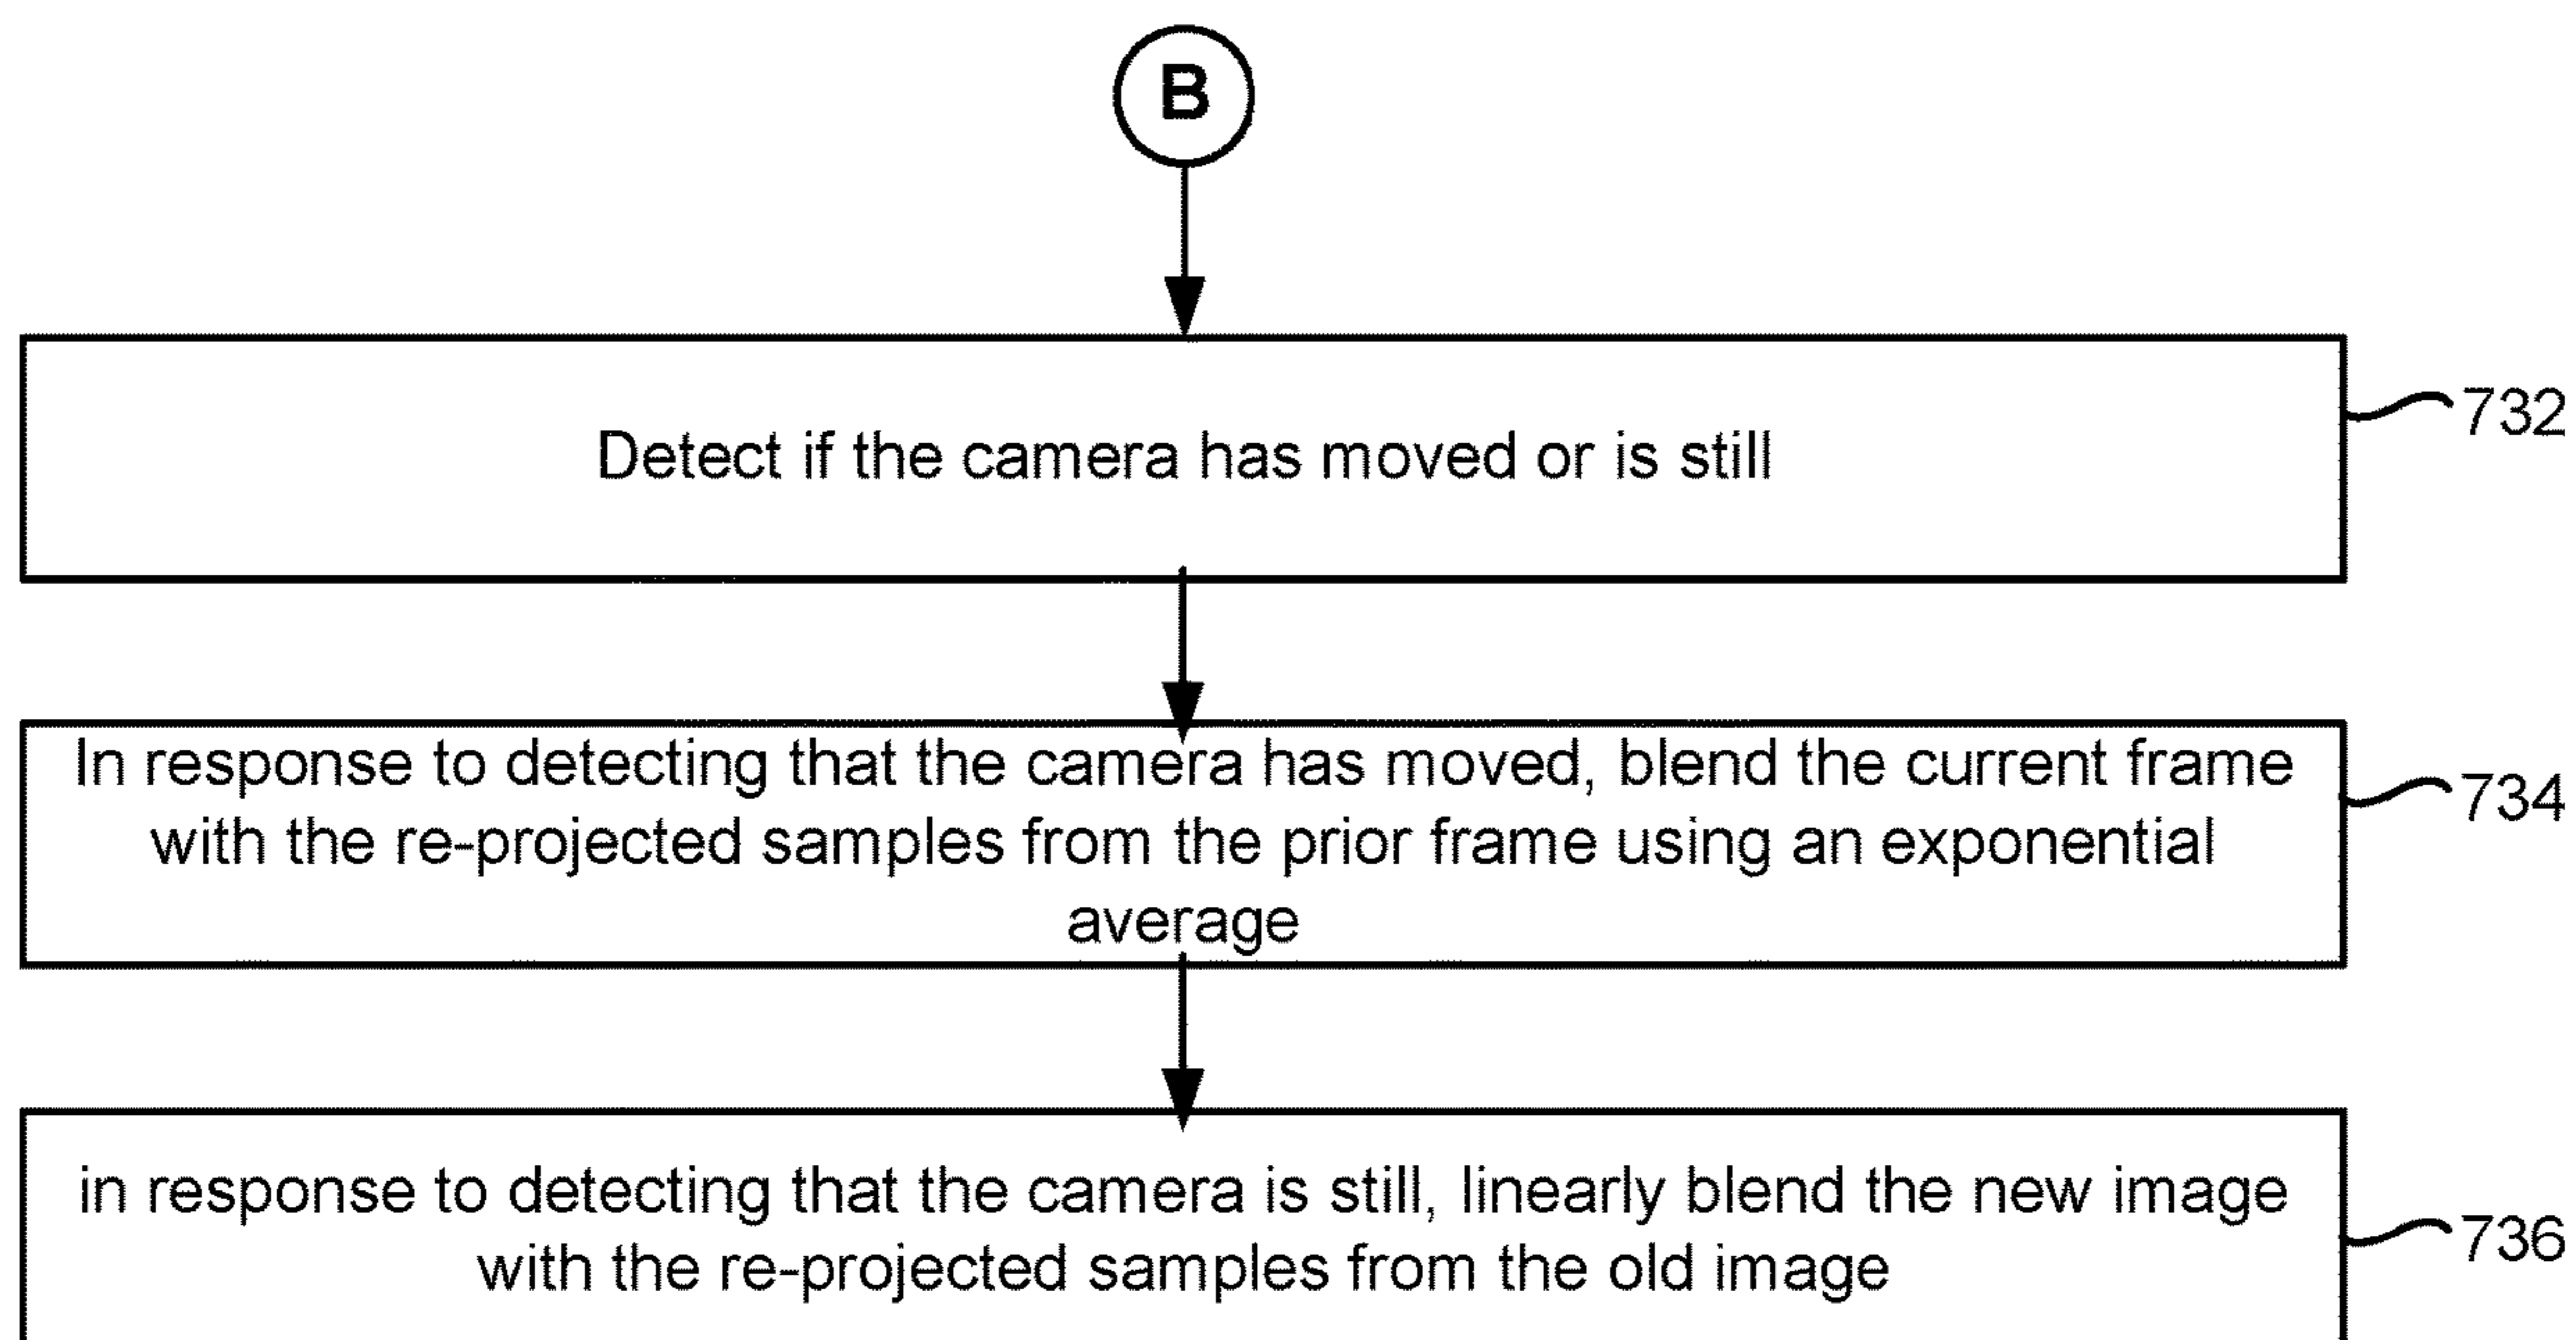 B
Detect if the camera has moved or is still
732
In response to detecting that the camera has moved, blend the current frame
with the re-projected samples from the prior frame using an exponential
average
734
in response to detecting that the camera is still, linearly blend the new image
with the re-projected samples from the old image
736